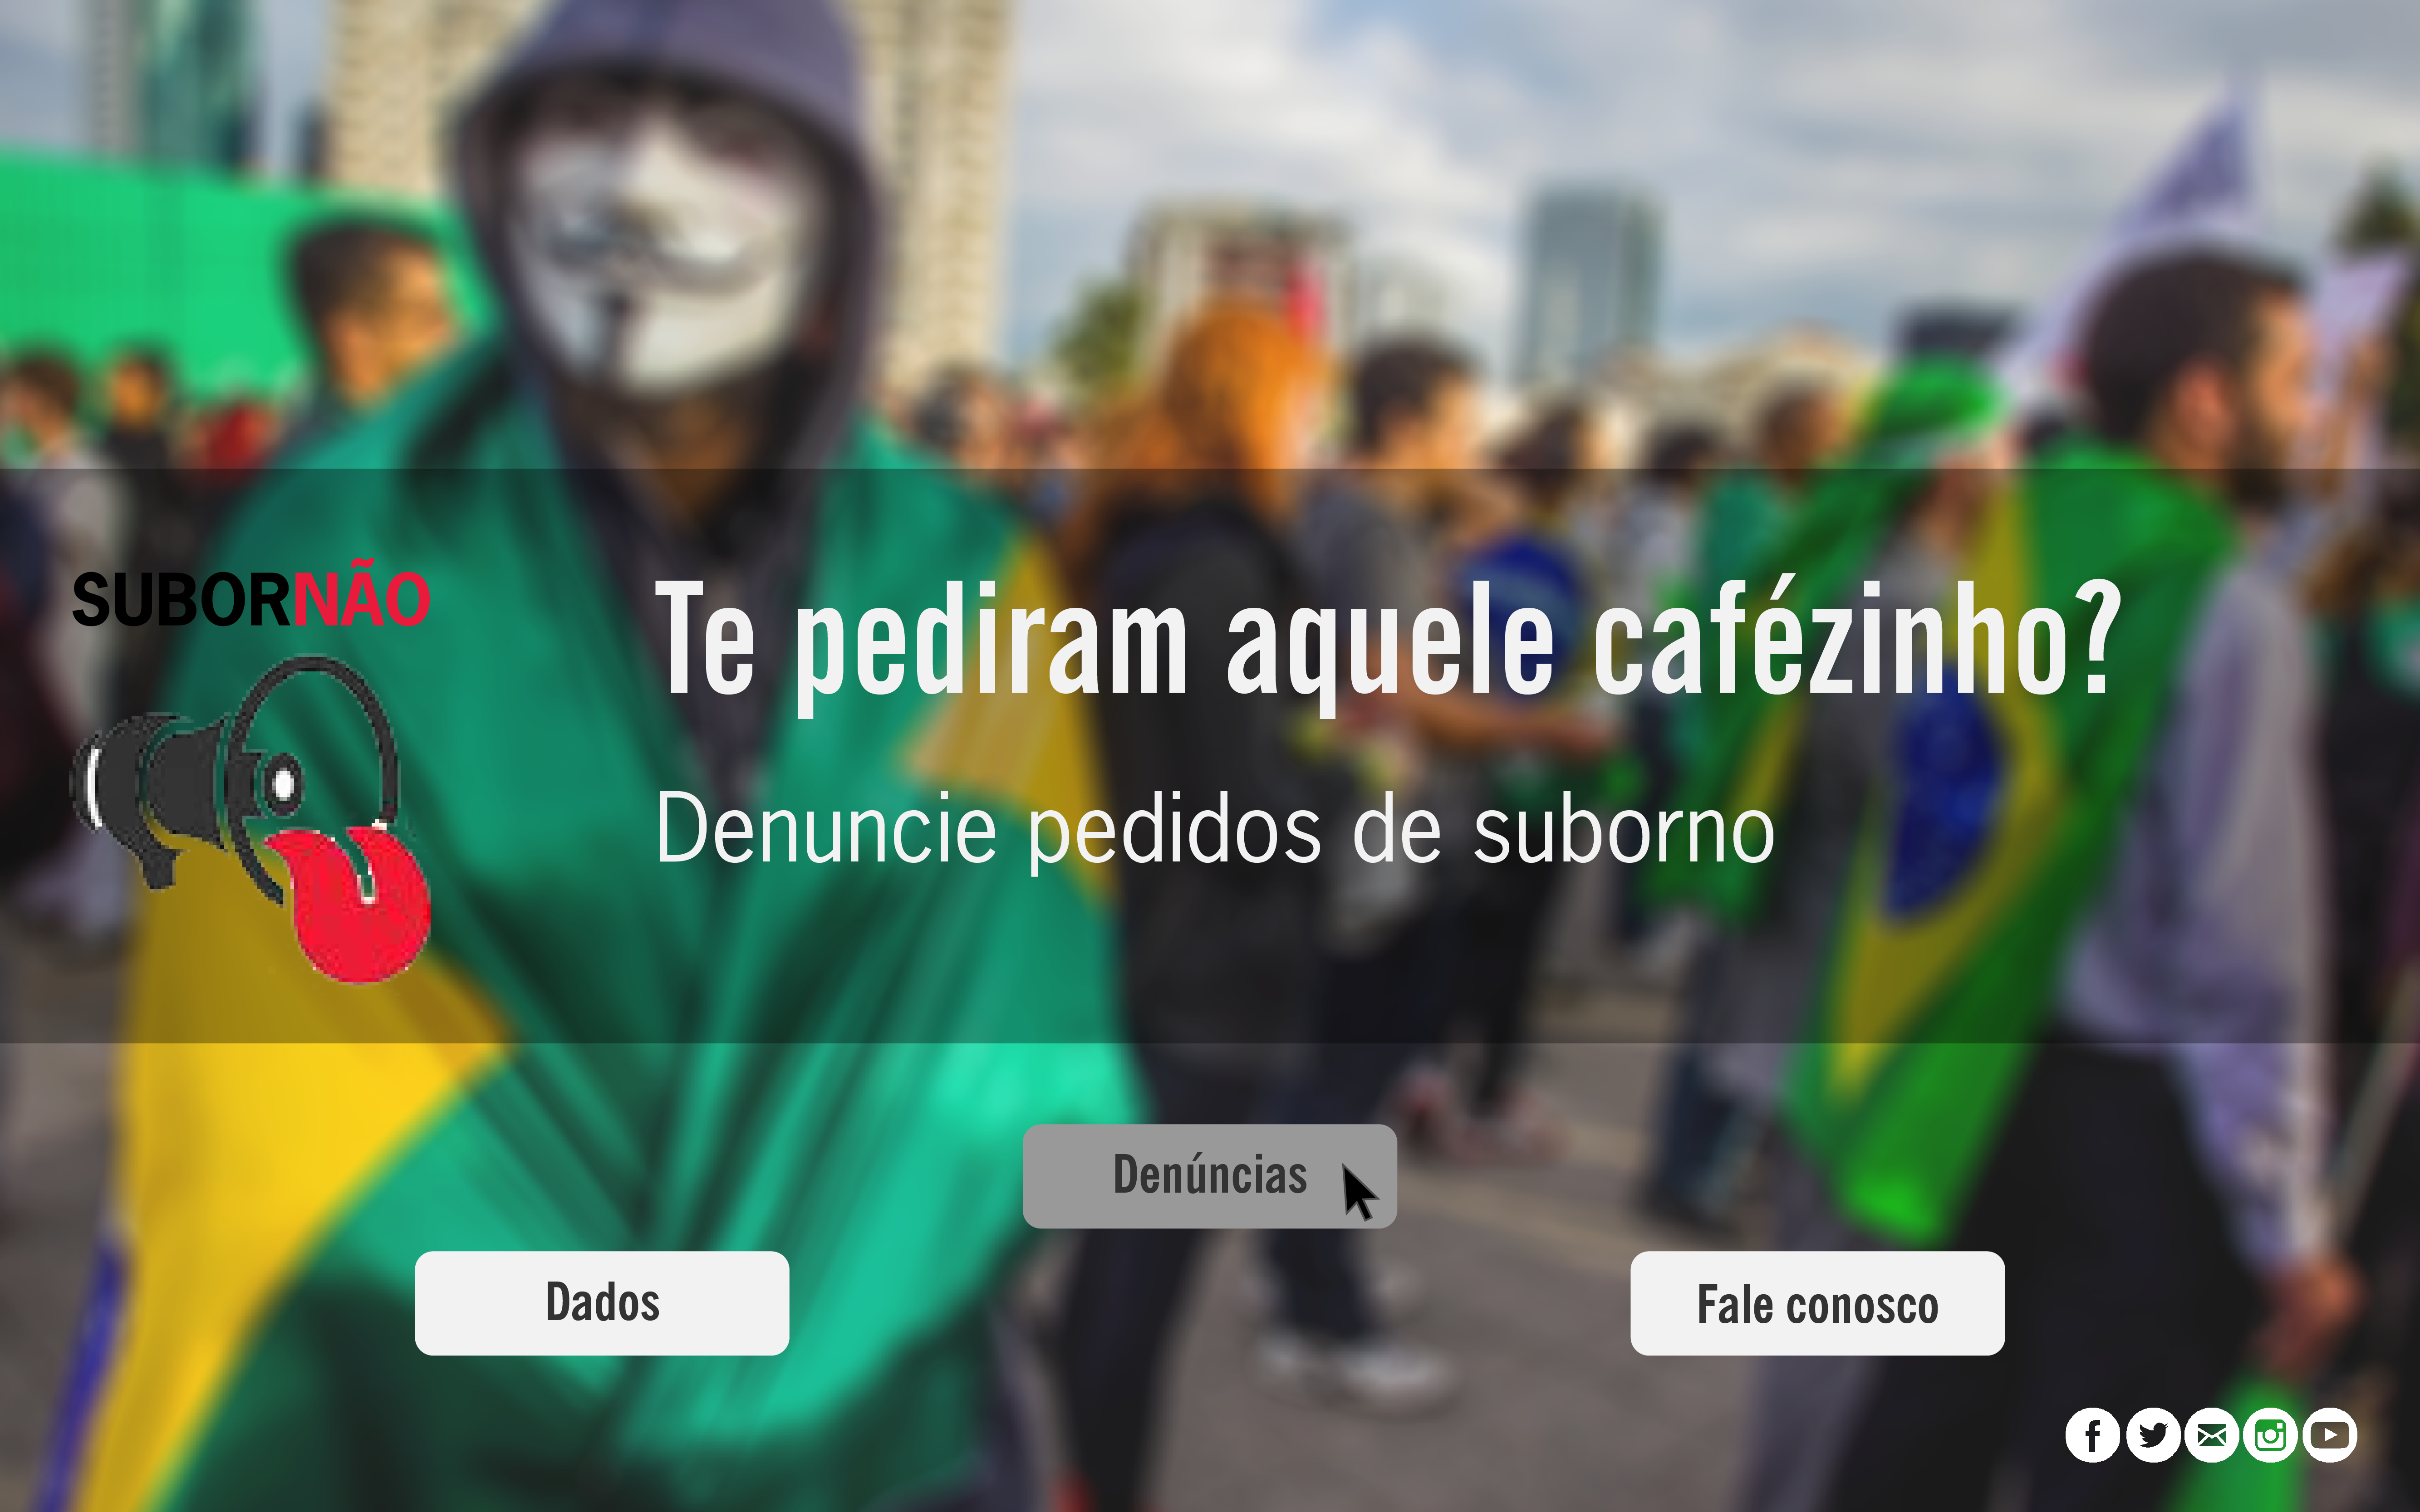 SUBORNÃO
Te pediram aquele cafézinho?
Denuncie pedidos de suborno
Denúncias
Dados
Fale conosco